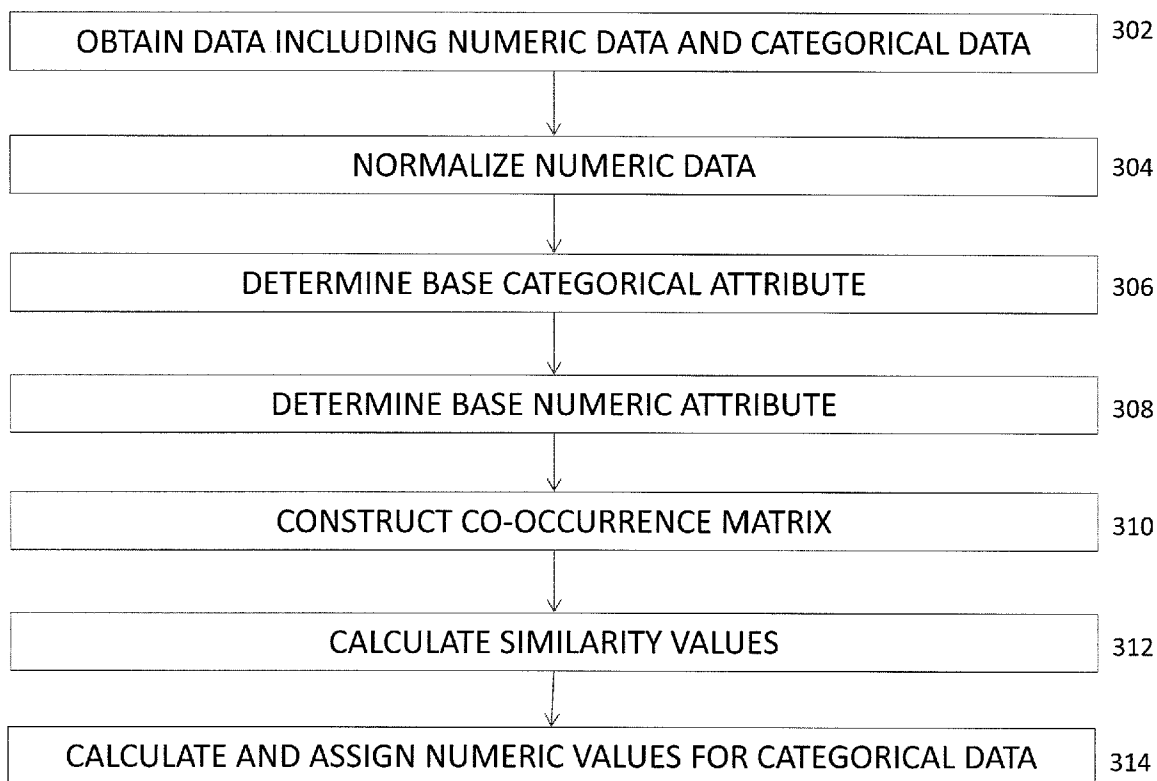 OBTAIN DATA INCLUDING NUMERIC DATA AND CATEGORICAL DATA 302
NORMALIZE NUMERIC DATA 304
DETERMINE BASE CATEGORICAL ATTRIBUTE 306
DETERMINE BASE NUMERIC ATTRIBUTE 308
CONSTRUCT CO-OCCURRENCE MATRIX 310
CALCULATE SIMILARITY VALUES 312
CALCULATE AND ASSIGN NUMERIC VALUES FOR CATEGORICAL DATA 314